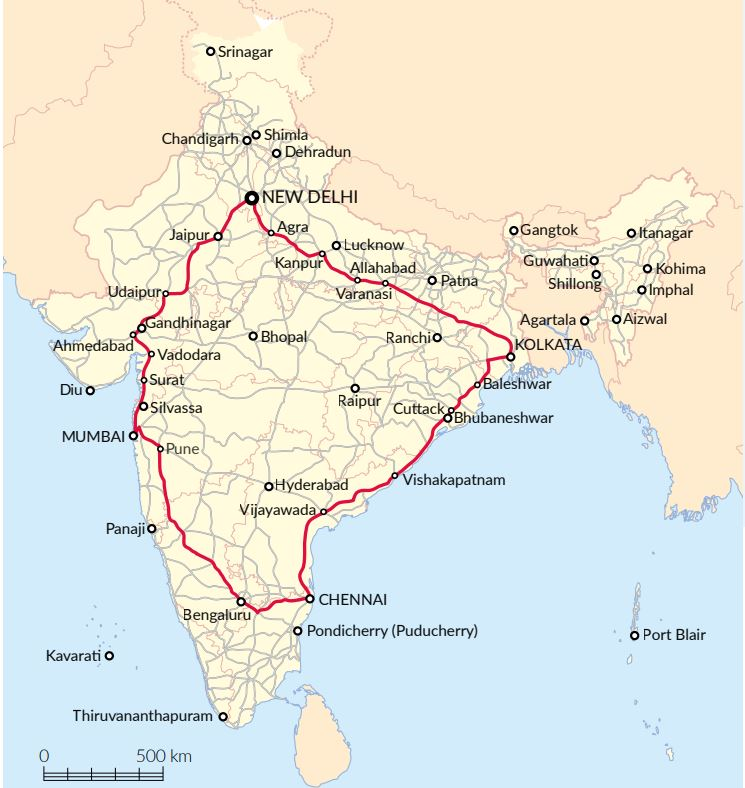 Srinagar
Chandigarh
Shimla
Dehradun
NEW DELHI
Jaipur
Agra
Lucknow
Kanpur
Allahabad
Varanasi
Patna
Gangtok
Itanagar
Guwahati
Shillong
Kohima
Imphal
Udaipur
Gandhinagar
Ahmedabad
Bhopal
Ranchi
Agartala
Aizwal
KOLKATA
Vadodara
Diu
Surat
Silvassa
Raipur
Baleshwar
Cuttack
Bhubaneshwar
MUMBAI
Pune
Hyderabad
Vishakapatnam
Vijayawada
Panaji
Bengaluru
CHENNAI
Pondicherry (Puducherry)
Port Blair
Kavarati
Thiruvananthapuram
0 500 km